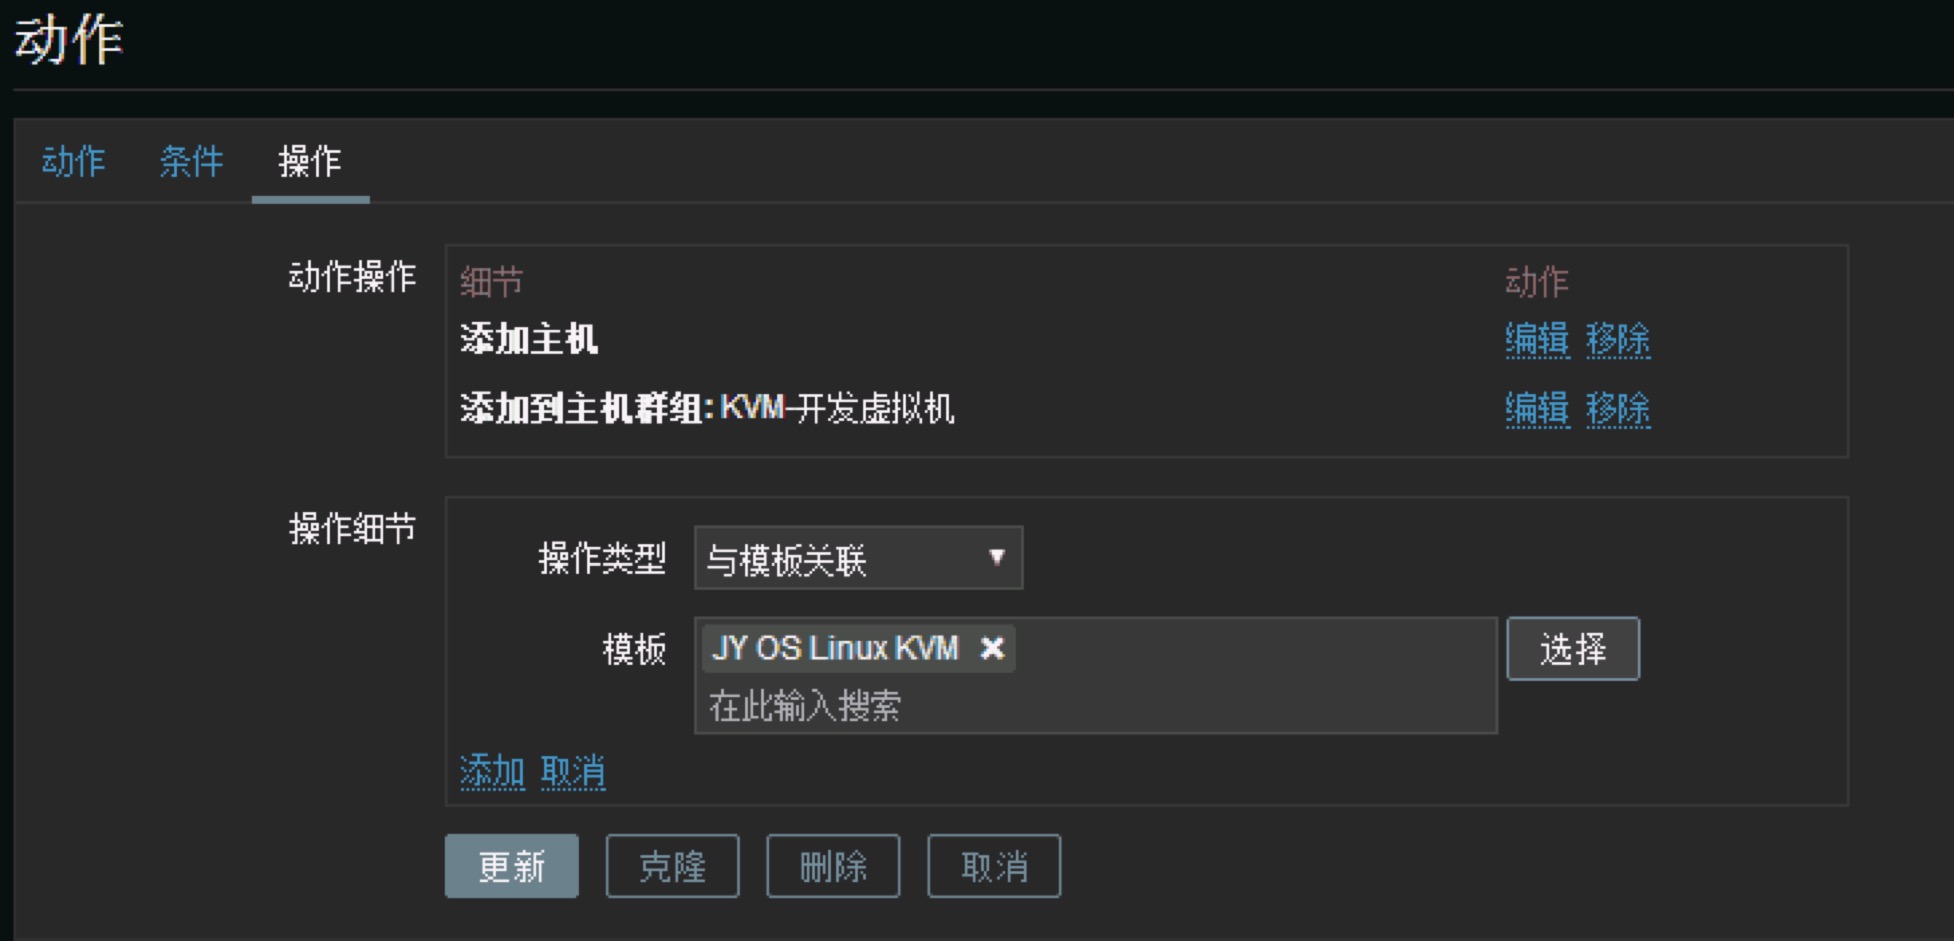 动作
动作 条件 操作
动作操作 细节 动作
添加主机 编辑 移除
添加到主机群组: KVM-开发虚拟机 编辑 移除
操作细节
操作类型 与模板关联
模板 JY OS Linux KVM 选择
在此输入搜索
添加 取消
更新 克隆 删除 取消